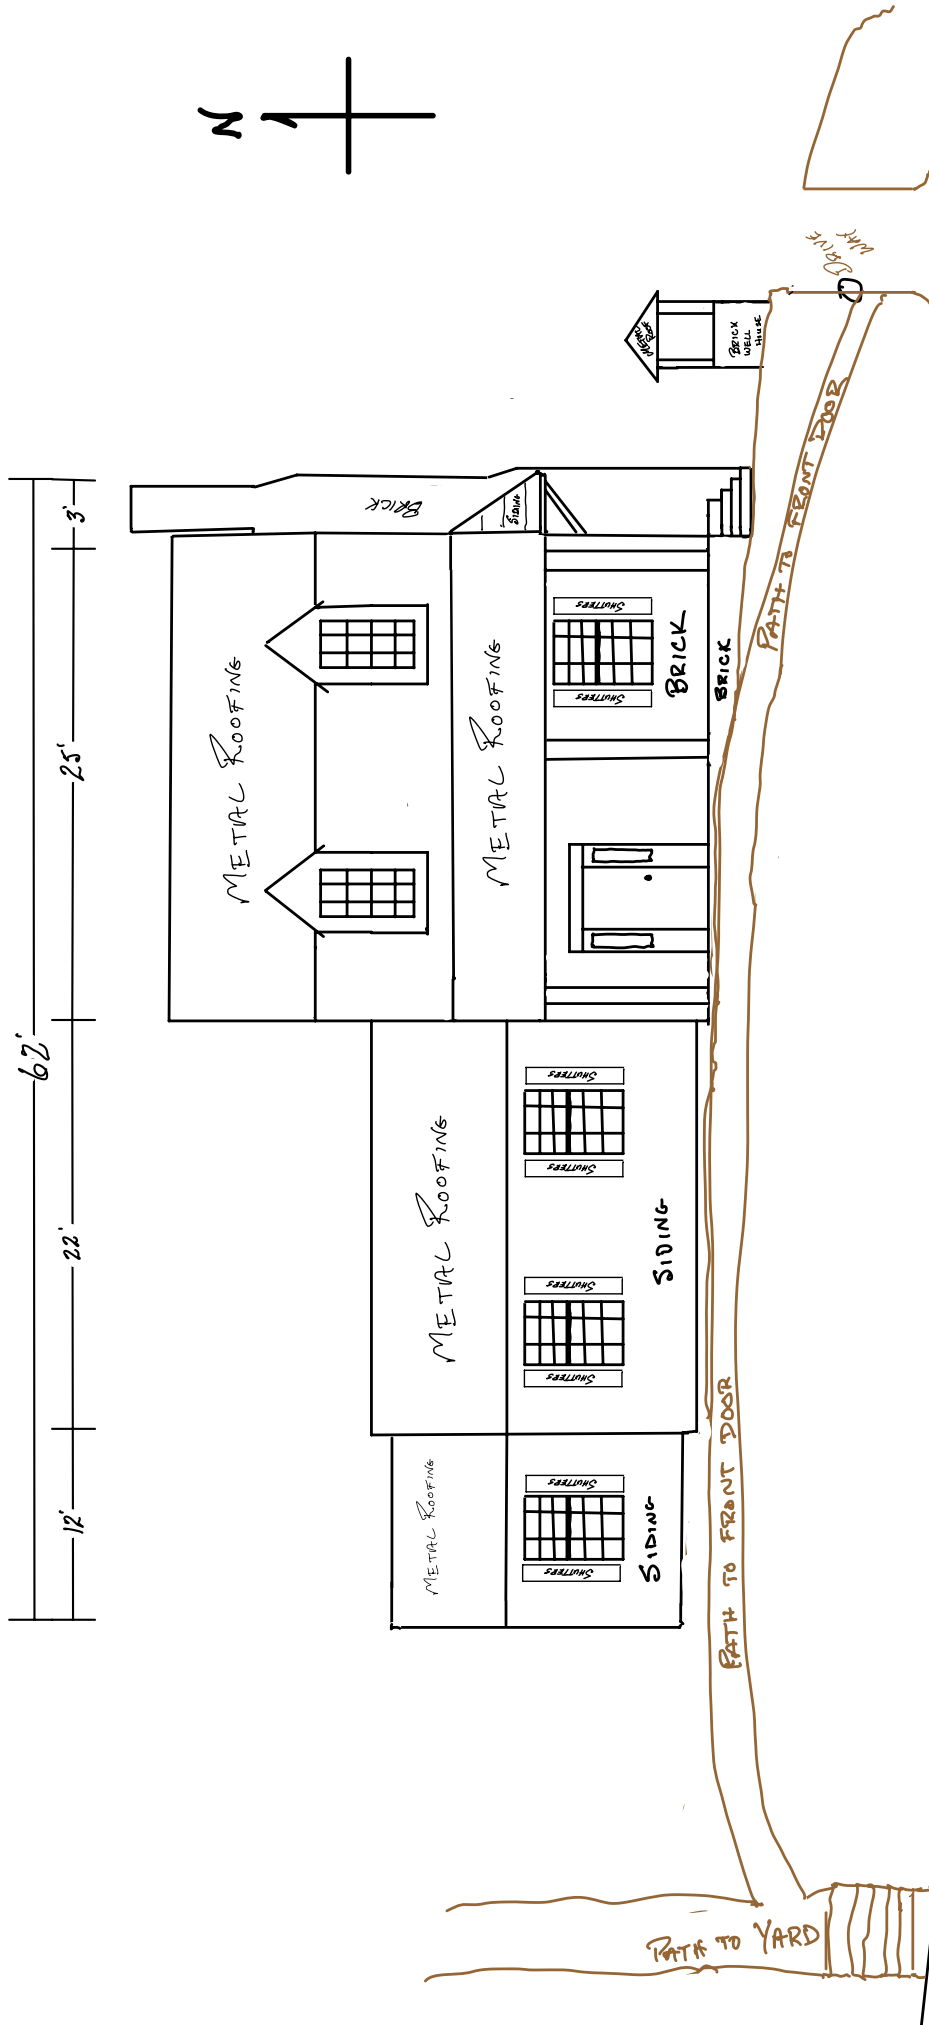 N
62'
12'
22'
25'
3'
METAL ROOFING
BRICK
METAL ROOFING
METAL ROOFING
METAL ROOFING
SIDING
METAL
ROOF
SHUTTERS
SHUTTERS
SHUTTERS
SHUTTERS
SHUTTERS
SHUTTERS
SHUTTERS
SHUTTERS
SIDING
SIDING
BRICK
BRICK
BRICK
WELL
HOUSE
PATH TO YARD
PATH TO FRONT DOOR
PATH TO FRONT DOOR
DRIVE
WAY